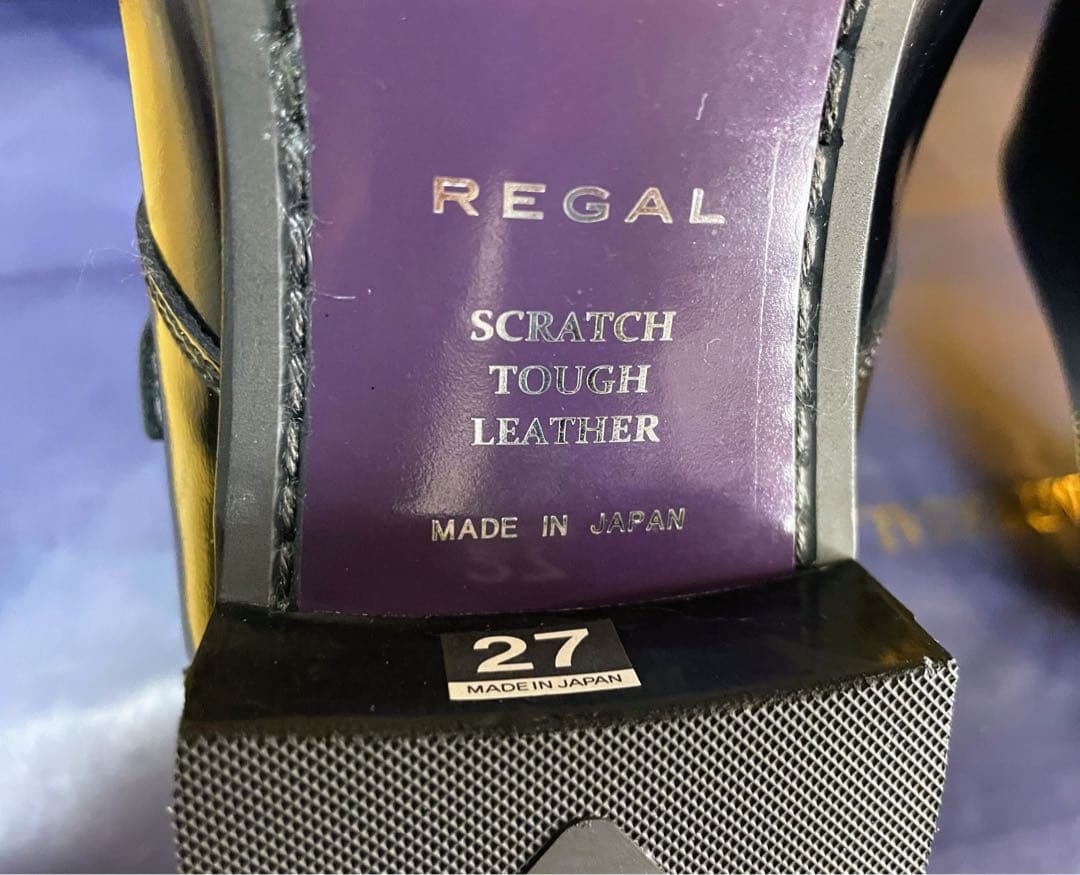 REGAL
SCRATCH
TOUGH
LEATHER
MADE IN JAPAN
27
MADE IN JAPAN